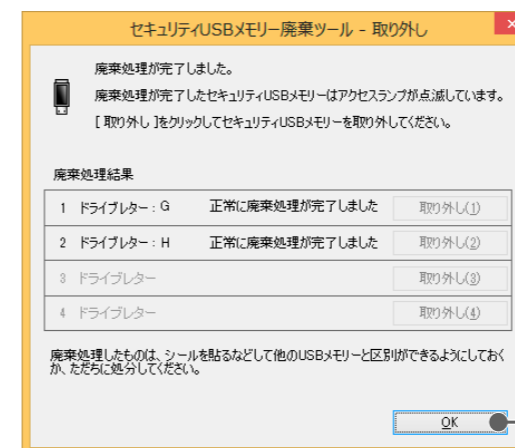 セキュリティUSBメモリー廃棄ツール - 取り外し
x
廃棄処理が完了しました。
廃棄処理が完了したセキュリティUSBメモリーはアクセスランプが点滅しています。
[ 取り外し ]をクリックしてセキュリティUSBメモリーを取り外してください。
廃棄処理結果
1 ドライブレター : G 正常に廃棄処理が完了しました 取り外し(1)
2 ドライブレター : H 正常に廃棄処理が完了しました 取り外し(2)
3 ドライブレター 取り外し(3)
4 ドライブレター 取り外し(4)
廃棄処理したものは、シールを貼るなどして他のUSBメモリーと区別ができるようにしておく
か、ただちに処分してください。
OK